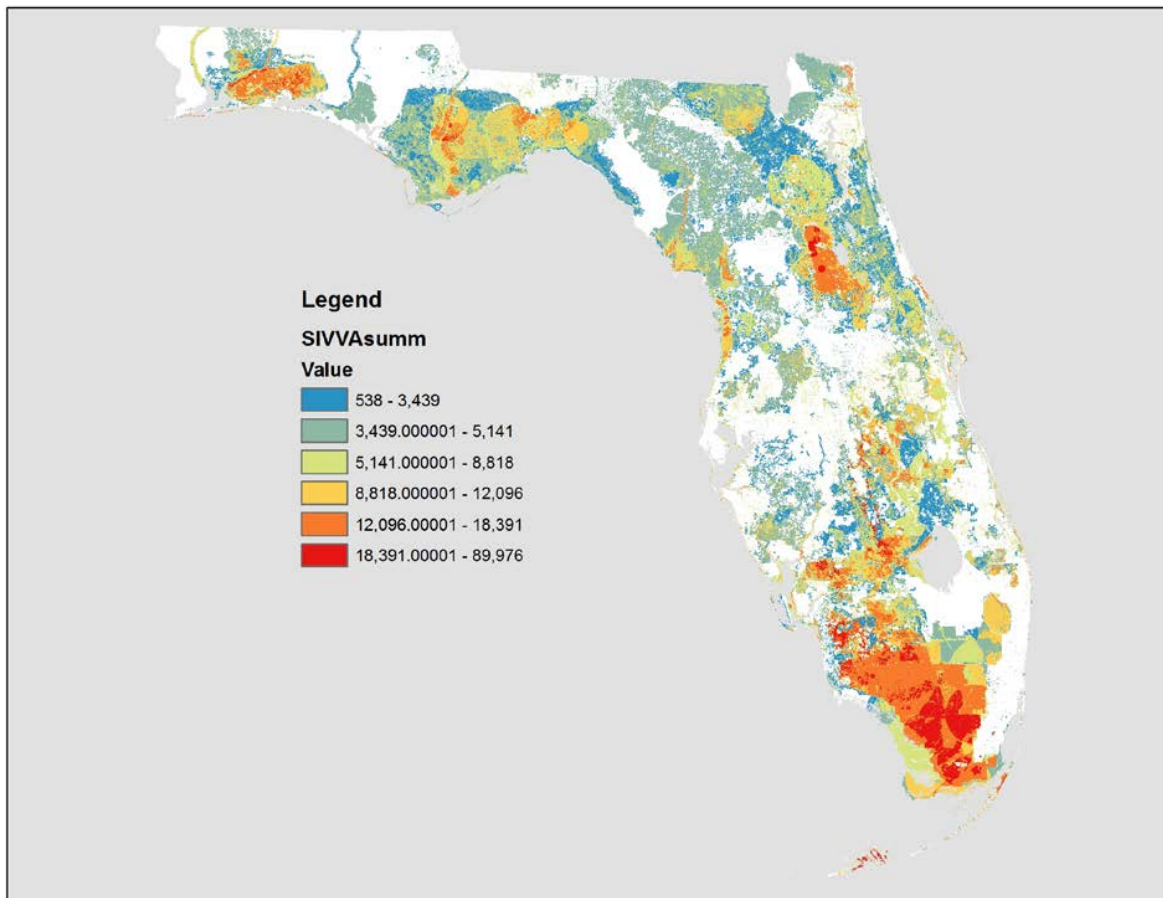 Legend
SIVVAsumm
Value
538 - 3,439
3,439.000001 - 5,141
5,141.000001 - 8,818
8,818.000001 - 12,096
12,096.00001 - 18,391
18,391.00001 - 89,976